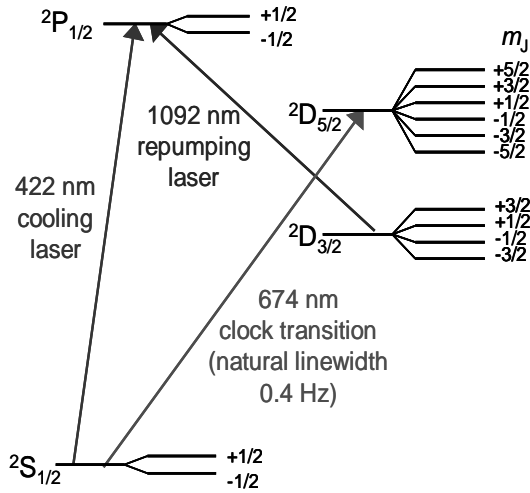 ²P₁/₂
+1/2
-1/2
mJ
²D₅/₂
+5/2
+3/2
+1/2
-1/2
-3/2
-5/2
1092 nm
repumping
laser
422 nm
cooling
laser
²D₃/₂
+3/2
+1/2
-1/2
-3/2
674 nm
clock transition
(natural linewidth
0.4 Hz)
²S₁/₂
+1/2
-1/2